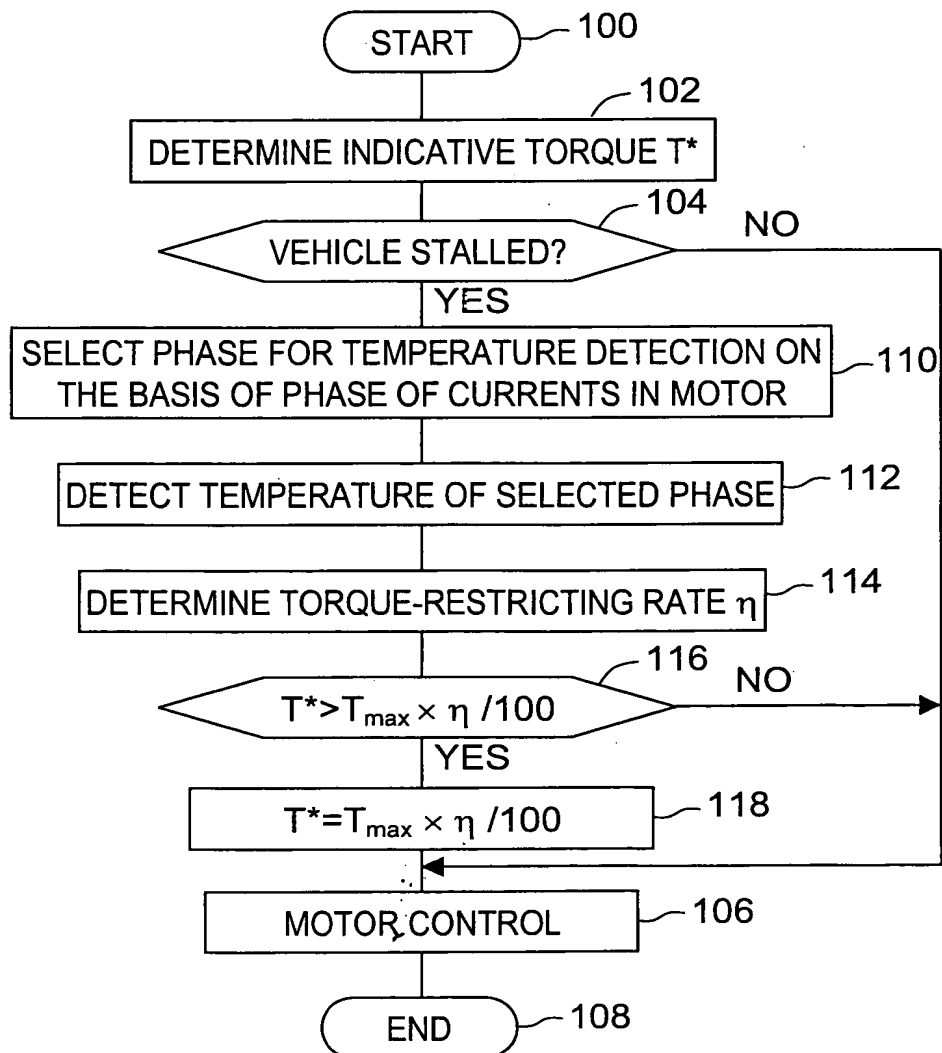 START
100
102
DETERMINE INDICATIVE TORQUE T*
104
VEHICLE STALLED?
NO
YES
SELECT PHASE FOR TEMPERATURE DETECTION ON
THE BASIS OF PHASE OF CURRENTS IN MOTOR
110
DETECT TEMPERATURE OF SELECTED PHASE
112
DETERMINE TORQUE-RESTRICTING RATE η
114
116
T*>Tmax × η /100
NO
YES
T*=Tmax × η /100
118
MOTOR CONTROL
106
END
108